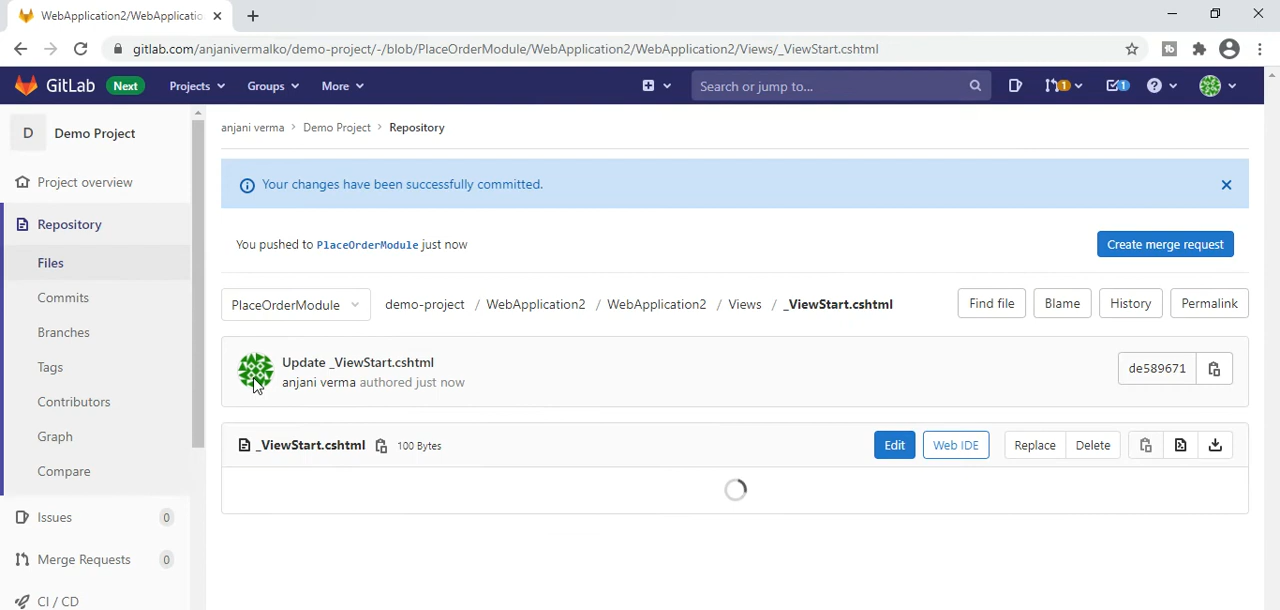 WebApplication2/WebApplicatio
gitlab.com/anjanivermalko/demo-project/-/blob/PlaceOrderModule/WebApplication2/WebApplication2/Views/_ViewStart.cshtml
GitLab Next Projects Groups More Search or jump to... 1 1
D Demo Project
anjani verma > Demo Project > Repository
Project overview
Your changes have been successfully committed.
Repository
You pushed to PlaceOrderModule just now
Create merge request
Files
Commits
PlaceOrderModule demo-project / WebApplication2 / WebApplication2 / Views / _ViewStart.cshtml Find file Blame History Permalink
Branches
Tags
Update _ViewStart.cshtml
anjani verma authored just now
de589671
Contributors
Graph
_ViewStart.cshtml 100 Bytes Edit Web IDE Replace Delete
Compare
Issues 0
Merge Requests 0
CI / CD